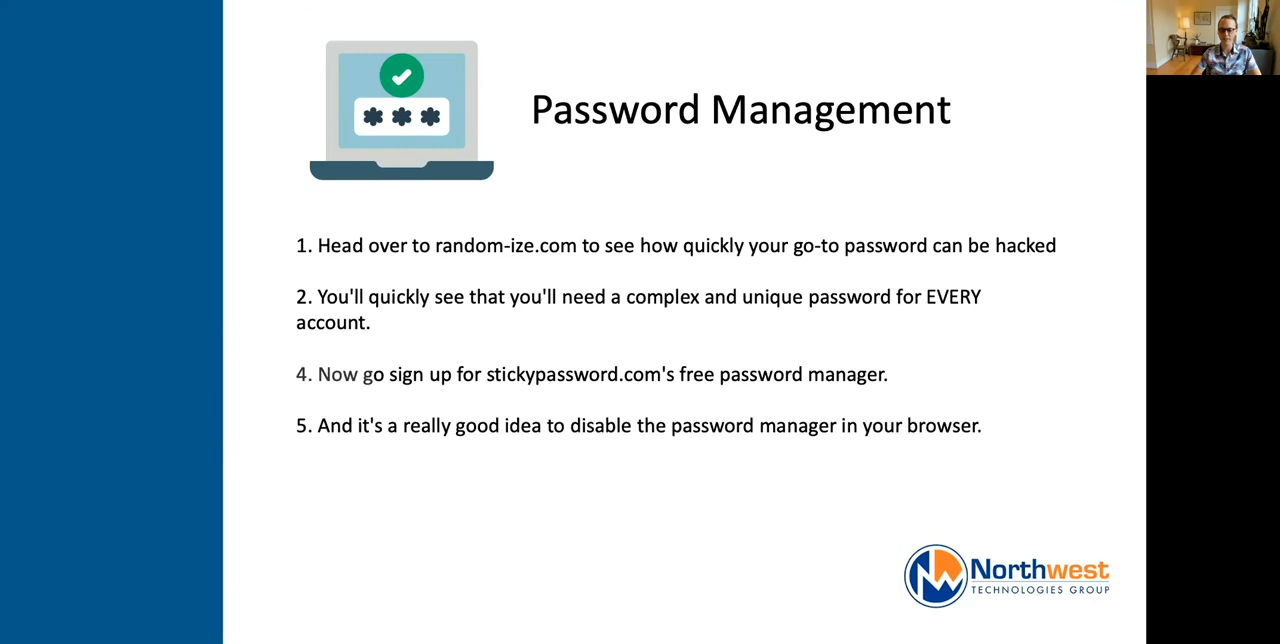 Password Management
1. Head over to random-ize.com to see how quickly your go-to password can be hacked
2. You'll quickly see that you'll need a complex and unique password for EVERY
account.
4. Now go sign up for stickypassword.com's free password manager.
5. And it's a really good idea to disable the password manager in your browser.
Northwest
TECHNOLOGIES GROUP